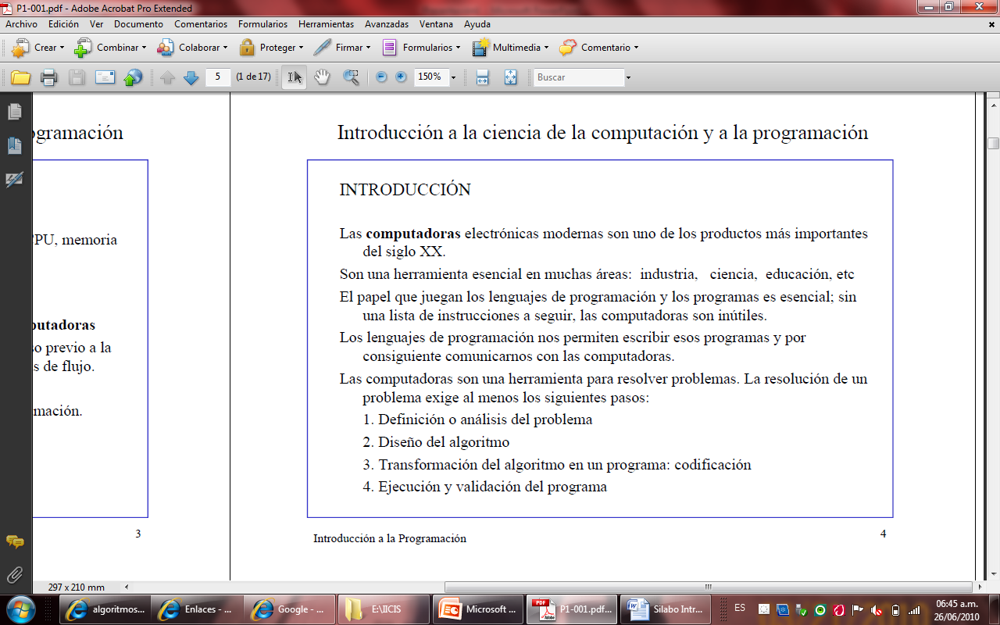 P1-001.pdf - Adobe Acrobat Pro Extended
Archivo Edición Ver Documento Comentarios Formularios Herramientas Avanzadas Ventana Ayuda
Crear Combinar Colaborar Proteger Firmar Formularios Multimedia Comentario
5 (1 de 17) 150% Buscar
ogramación
CPU, memoria
putadoras
so previo a la
s de flujo.
mación.
3
Introducción a la ciencia de la computación y a la programación
INTRODUCCIÓN
Las computadoras electrónicas modernas son uno de los productos más importantes
del siglo XX.
Son una herramienta esencial en muchas áreas: industria, ciencia, educación, etc
El papel que juegan los lenguajes de programación y los programas es esencial; sin
una lista de instrucciones a seguir, las computadoras son inútiles.
Los lenguajes de programación nos permiten escribir esos programas y por
consiguiente comunicarnos con las computadoras.
Las computadoras son una herramienta para resolver problemas. La resolución de un
problema exige al menos los siguientes pasos:
1. Definición o análisis del problema
2. Diseño del algoritmo
3. Transformación del algoritmo en un programa: codificación
4. Ejecución y validación del programa
Introducción a la Programación
4
297 x 210 mm
algoritmos... Enlaces - ... Google - ... E:\IICIS Microsoft ... P1-001.pdf... Silabo Intr... ES 06:45 a.m.
26/06/2010